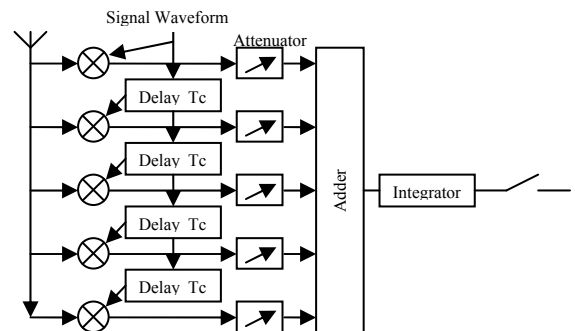 Signal Waveform
Attenuator
Delay Tc
Delay Tc
Delay Tc
Delay Tc
Adder
Integrator